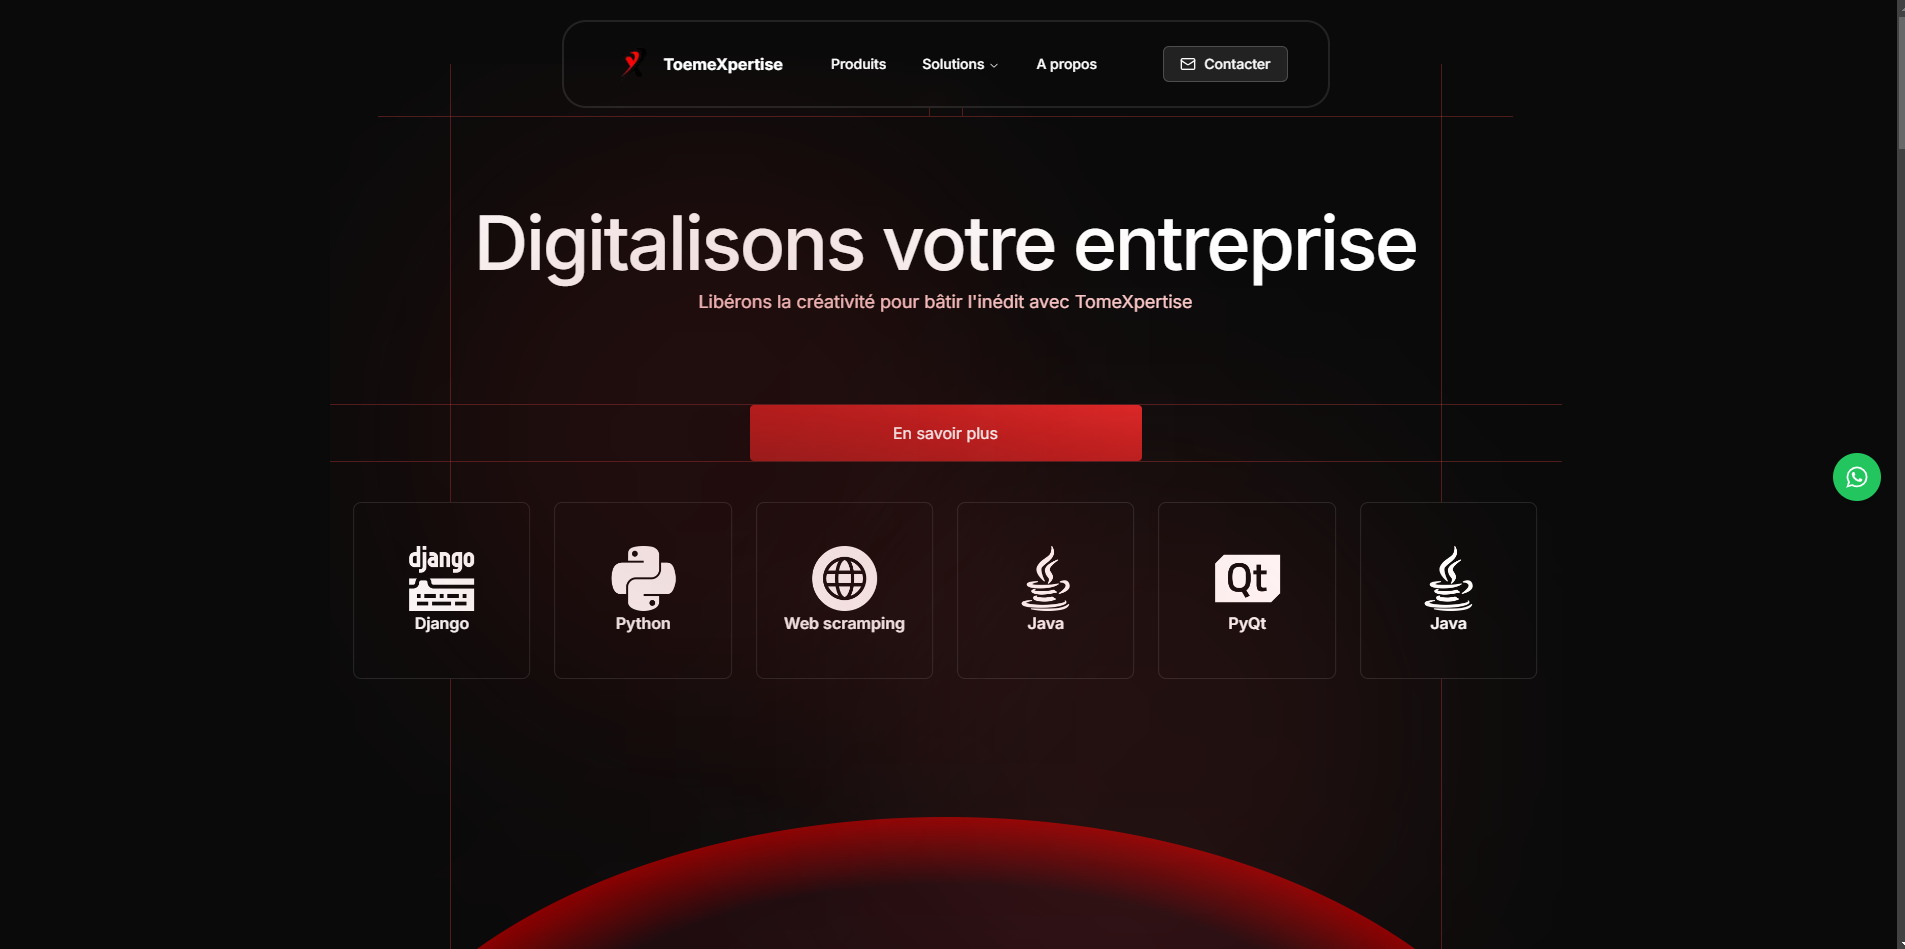 ToemeXpertise
Produits
Solutions
A propos
Contacter
Digitalisons votre entreprise
Libérons la créativité pour bâtir l'inédit avec TomeXpertise
En savoir plus
django
Django
Python
Web scramping
Java
Qt
PyQt
Java